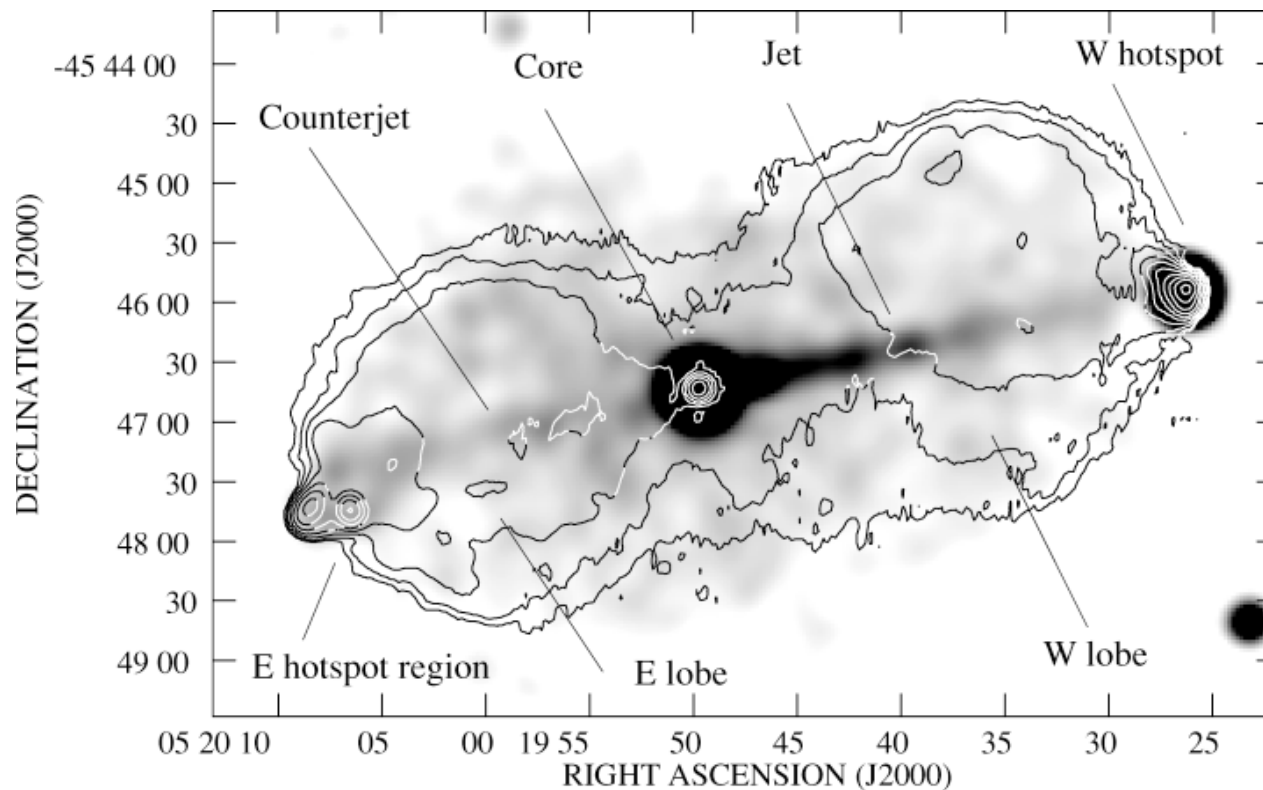 -45 44 00
Core
Jet
W hotspot
Counterjet
30
45 00
30
46 00
30
47 00
30
48 00
30
49 00
DECLINATION (J2000)
E hotspot region
E lobe
W lobe
05 20 10 05 00 19 55 50 45 40 35 30 25
RIGHT ASCENSION (J2000)